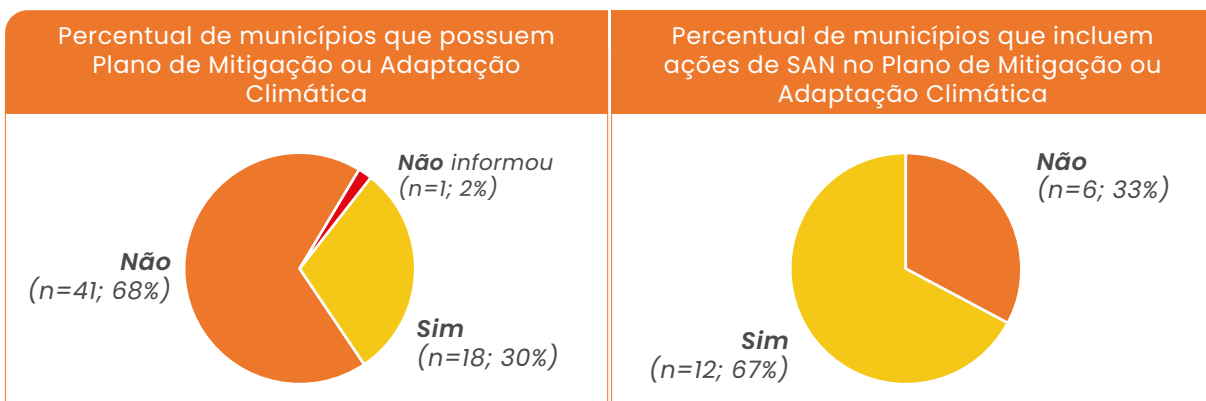 Percentual de municípios que possuem
Plano de Mitigação ou Adaptação
Climática
Percentual de municípios que incluem
ações de SAN no Plano de Mitigação ou
Adaptação Climática
Não informou
(n=1; 2%)
Não
(n=41; 68%)
Sim
(n=18; 30%)
Não
(n=6; 33%)
Sim
(n=12; 67%)